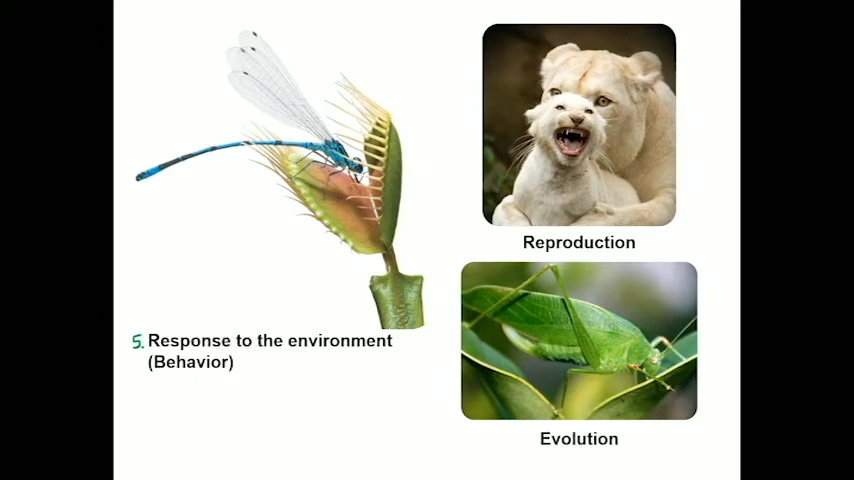 5. Response to the environment
(Behavior)
Reproduction
Evolution